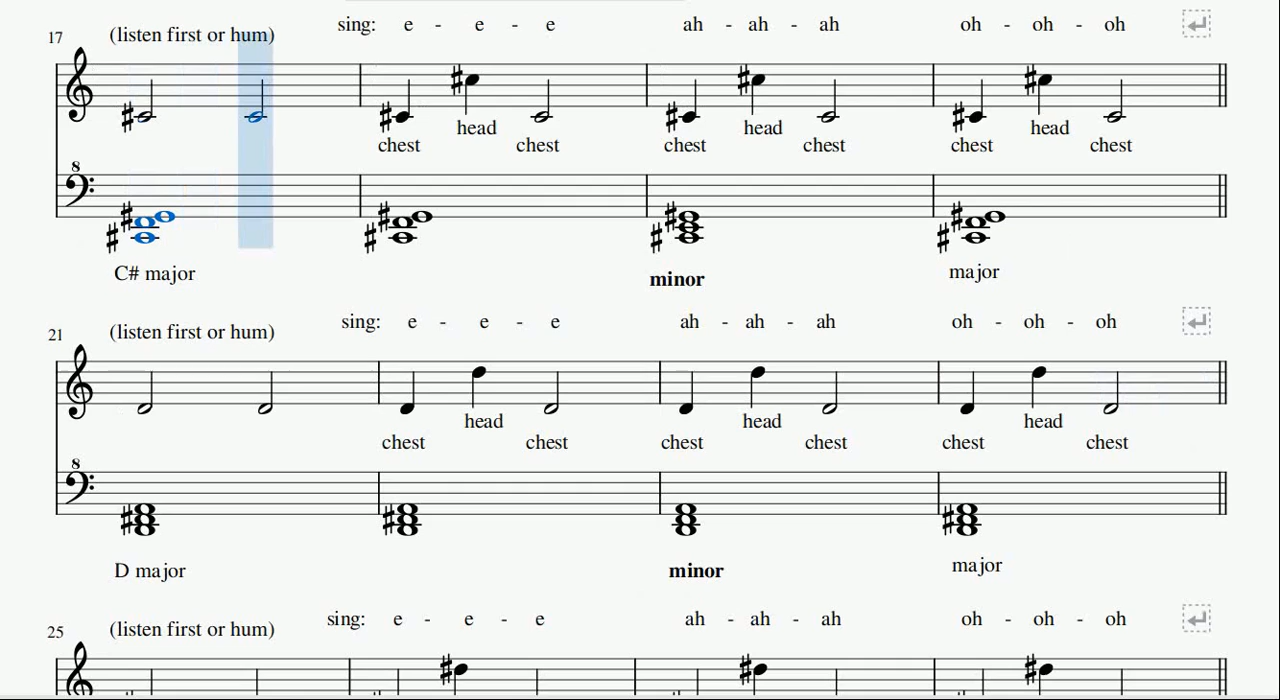 sing: e - e - e ah - ah - ah oh - oh - oh
17 (listen first or hum)
head head head
chest chest chest chest chest chest
8
C# major minor major
sing: e - e - e ah - ah - ah oh - oh - oh
21 (listen first or hum)
head head head
chest chest chest chest chest chest
8
D major minor major
sing: e - e - e ah - ah - ah oh - oh - oh
25 (listen first or hum)